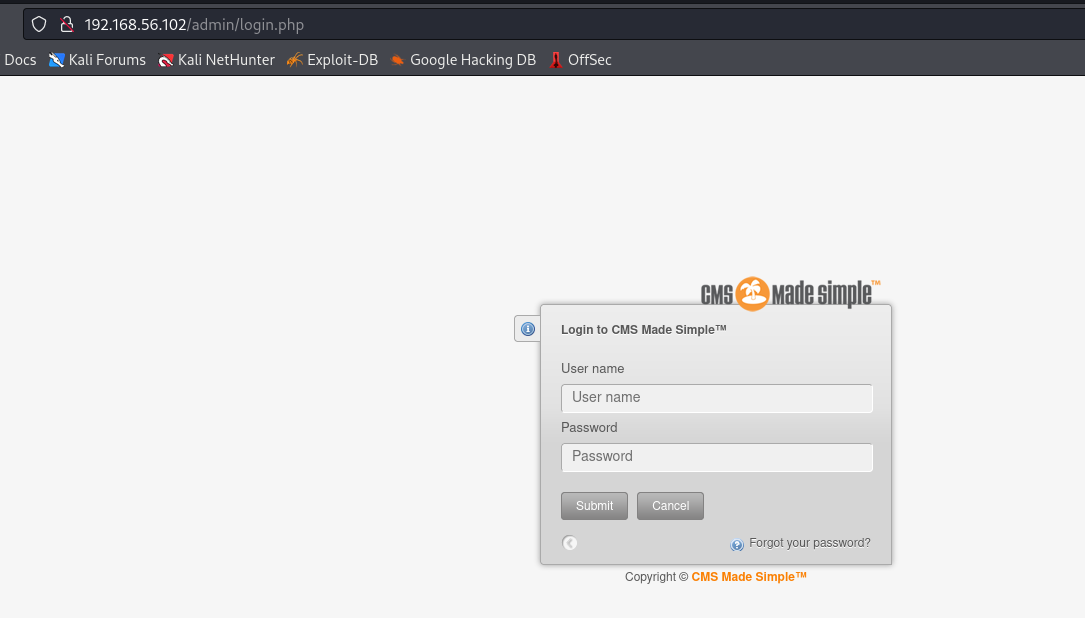 192.168.56.102/admin/login.php
Docs Kali Forums Kali NetHunter Exploit-DB Google Hacking DB OffSec
CMS Made simple™
Login to CMS Made Simple™
User name
User name
Password
Password
Submit Cancel
Forgot your password?
Copyright © CMS Made Simple™